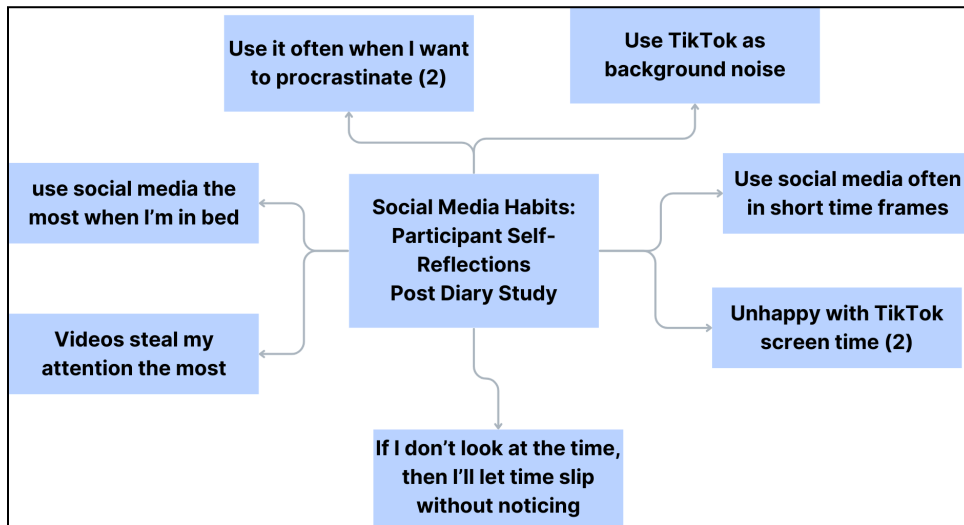 Use it often when I want
to procrastinate (2)
Use TikTok as
background noise
use social media the
most when I’m in bed
Social Media Habits:
Participant Self-
Reflections
Post Diary Study
Use social media often
in short time frames
Videos steal my
attention the most
Unhappy with TikTok
screen time (2)
If I don’t look at the time,
then I’ll let time slip
without noticing